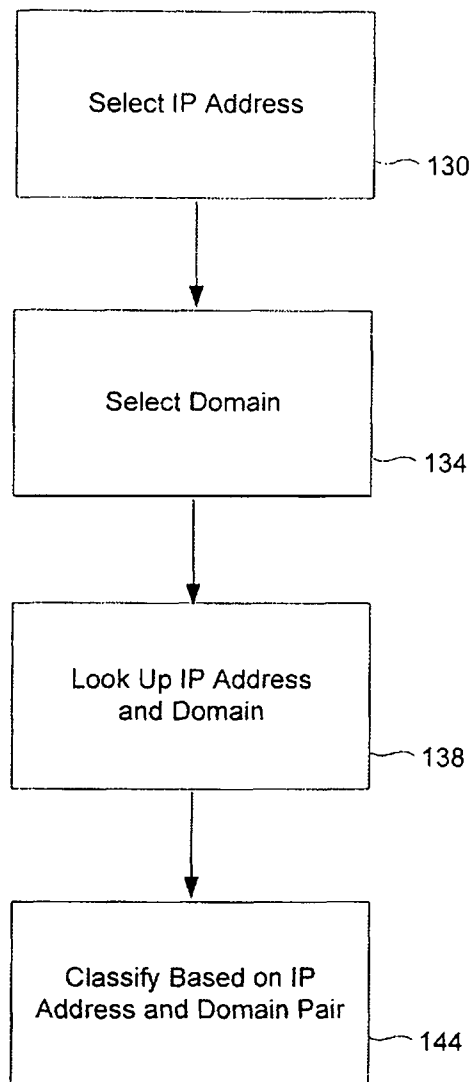 Select IP Address
130
Select Domain
134
Look Up IP Address
and Domain
138
Classify Based on IP
Address and Domain Pair
144